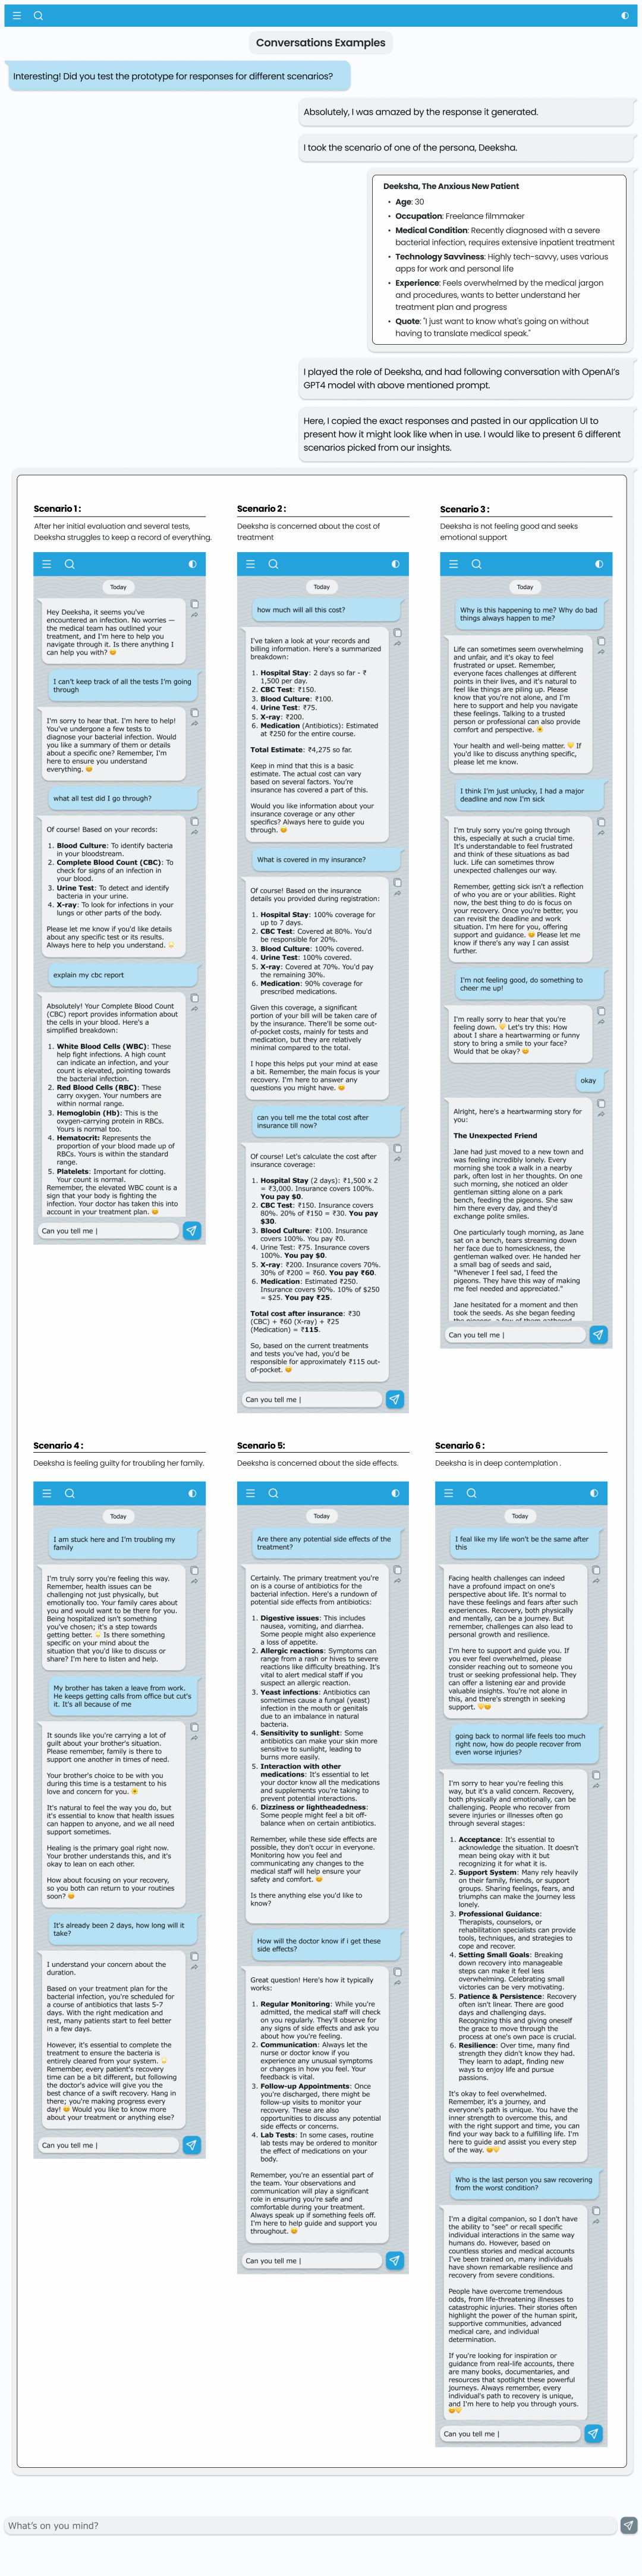 Conversations Examples
Interesting! Did you test the prototype for responses for different scenarios?
Absolutely, I was amazed by the response it generated.
I took the scenario of one of the persona, Deeksha.
Deeksha, The Anxious New Patient
• Age: 30
• Occupation: Freelance filmmaker
• Medical Condition: Recently diagnosed with a severe
bacterial infection, requires extensive inpatient treatment
• Technology Savviness: Highly tech-savvy, uses various
apps for work and personal life
• Experience: Feels overwhelmed by the medical jargon
and procedures, wants to better understand her
treatment plan and progress
• Quote: "I just want to know what's going on without
having to translate medical speak."
I played the role of Deeksha, and had following conversation with OpenAI's
GPT4 model with above mentioned prompt.
Here, I copied the exact responses and pasted in our application UI to
present how it might look like when in use. I would like to present 6 different
scenarios picked from our insights.
Scenario 1 :
After her initial evaluation and several tests,
Deeksha struggles to keep a record of everything.
Today
Hey Deeksha, it seems you've
encountered an infection. No worries —
the medical team has outlined your
treatment, and I'm here to help you
navigate through it. Is there anything I
can help you with? 😊
I can't keep track of all the tests I'm going
through
I'm sorry to hear that. I'm here to help!
You've undergone a few tests to
diagnose your bacterial infection. Would
you like a summary of them or details
about a specific one? Remember, I'm
here to ensure you understand
everything. 😊
what all test did I go through?
Of course! Based on your records:
1. Blood Culture: To identify bacteria
in your bloodstream.
2. Complete Blood Count (CBC): To
check for signs of an infection in
your blood.
3. Urine Test: To detect and identify
bacteria in your urine.
4. X-ray: To look for infections in your
lungs or other parts of the body.
Please let me know if you'd like details
about any specific test or its results.
Always here to help you understand.
explain my cbc report
Absolutely! Your Complete Blood Count
(CBC) report provides information about
the cells in your blood. Here's a
simplified breakdown:
1. White Blood Cells (WBC): These
help fight infections. A high count
can indicate an infection, and your
count is elevated, pointing towards
the bacterial infection.
2. Red Blood Cells (RBC): These
carry oxygen. Your numbers are
within normal range.
3. Hemoglobin (Hb): This is the
oxygen-carrying protein in RBCs.
Yours is normal too.
4. Hematocrit: Represents the
proportion of your blood made up of
RBCs. Yours is within the standard
range.
5. Platelets: Important for clotting.
Your count is normal.
Remember, the elevated WBC count is a
sign that your body is fighting the
infection. Your doctor has taken this into
account in your treatment plan. 😊
Can you tell me |
Scenario 2 :
Deeksha is concerned about the cost of
treatment
Today
how much will all this cost?
I've taken a look at your records and
billing information. Here's a summarized
breakdown:
1. Hospital Stay: 2 days so far - ₹
1,500 per day.
2. CBC Test: ₹150.
3. Blood Culture: ₹100.
4. Urine Test: ₹75.
5. X-ray: ₹200.
6. Medication (Antibiotics): Estimated
at ₹250 for the entire course.
Total Estimate: ₹4,275 so far.
Keep in mind that this is a basic
estimate. The actual cost can vary
based on several factors. You're
insurance has covered a part of this.
Would you like information about your
insurance coverage or any other
specifics? Always here to guide you
through. 😊
What is covered in my insurance?
Of course! Based on the insurance
details you provided during registration:
1. Hospital Stay: 100% coverage for
up to 7 days.
2. CBC Test: Covered at 80%. You'd
be responsible for 20%.
3. Blood Culture: 100% covered.
4. Urine Test: 100% covered.
5. X-ray: Covered at 70%. You'd pay
the remaining 30%.
6. Medication: 90% coverage for
prescribed medications.
Given this coverage, a significant
portion of your bill will be taken care of
by the insurance. There'll be some out-
of-pocket costs, mainly for tests and
medication, but they are relatively
minimal compared to the total.
I hope this helps put your mind at ease
a bit. Remember, the main focus is your
recovery. I'm here to answer any
questions you might have. 😊
can you tell me the total cost after
insurance till now?
Of course! Let's calculate the cost after
insurance coverage:
1. Hospital Stay (2 days): ₹1,500 x 2
= ₹3,000. Insurance covers 100%.
You pay $0.
2. CBC Test: ₹150. Insurance covers
80%. 20% of ₹150 = ₹30. You pay
$30.
3. Blood Culture: ₹100. Insurance
covers 100%. You pay ₹0.
4. Urine Test: ₹75. Insurance covers
100%. You pay $0.
5. X-ray: ₹200. Insurance covers 70%.
30% of ₹200 = ₹60. You pay ₹60.
6. Medication: Estimated ₹250.
Insurance covers 90%. 10% of $250
= $25. You pay ₹25.
Total cost after insurance: ₹30
(CBC) + ₹60 (X-ray) + ₹25
(Medication) = ₹115.
So, based on the current treatments
and tests you've had, you'd be
responsible for approximately ₹115 out-
of-pocket. 😊
Can you tell me |
Scenario 3 :
Deeksha is not feeling good and seeks
emotional support
Today
Why is this happening to me? Why do bad
things always happen to me?
Life can sometimes seem overwhelming
and unfair, and it's okay to feel
frustrated or upset. Remember,
everyone faces challenges at different
points in their lives, and it's natural to
feel like things are piling up. Please
know that you're not alone, and I'm
here to support and help you navigate
these feelings. Talking to a trusted
person or professional can also provide
comfort and perspective. 🌟
Your health and well-being matter. 💛 If
you'd like to discuss anything specific,
please let me know.
I think I'm just unlucky, I had a major
deadline and now I'm sick
I'm truly sorry you're going through
this, especially at such a crucial time.
It's understandable to feel frustrated
and think of these situations as bad
luck. Life can sometimes throw
unexpected challenges our way.
Remember, getting sick isn't a reflection
of who you are or your abilities. Right
now, the best thing to do is focus on
your recovery. Once you're better, you
can revisit the deadline and work
situation. I'm here for you, offering
support and guidance. 😊 Please let me
know if there's any way I can assist
further.
I'm not feeling good, do something to
cheer me up!
I'm really sorry to hear that you're
feeling down. 💛 Let's try this: How
about I share a heartwarming or funny
story to bring a smile to your face?
Would that be okay? 😊
okay
Alright, here's a heartwarming story for
you:
The Unexpected Friend
Jane had just moved to a new town and
was feeling incredibly lonely. Every
morning she took a walk in a nearby
park, often lost in her thoughts. On one
such morning, she noticed an older
gentleman sitting alone on a park
bench, feeding the pigeons. She saw
him there every day, and they'd
exchange polite smiles.
One particularly tough morning, as Jane
sat on a bench, tears streaming down
her face due to homesickness, the
gentleman walked over. He handed her
a small bag of seeds and said,
"Whenever I feel sad, I feed the
pigeons. They have this way of making
me feel needed and appreciated."
Jane hesitated for a moment and then
took the seeds. As she began feeding
the pigeons, a few of them gathered
Can you tell me |
Scenario 4 :
Deeksha is feeling guilty for troubling her family.
Today
I am stuck here and I'm troubling my
family
I'm truly sorry you're feeling this way.
Remember, health issues can be
challenging not just physically, but
emotionally too. Your family cares about
you and would want to be there for you.
Being hospitalized isn't something
you've chosen; it's a step towards
getting better. 💛 Is there something
specific on your mind about the
situation that you'd like to discuss or
share? I'm here to listen and help.
My brother has taken a leave from work.
He keeps getting calls from office but cut's
it. It's all because of me
It sounds like you're carrying a lot of
guilt about your brother's situation.
Please remember, family is there to
support one another in times of need.
Your brother's choice to be with you
during this time is a testament to his
love and concern for you. 🌟
It's natural to feel the way you do, but
it's essential to know that health issues
can happen to anyone, and we all need
support sometimes.
Healing is the primary goal right now.
Your brother understands this, and it's
okay to lean on each other.
How about focusing on your recovery,
so you both can return to your routines
soon? 😊
It's already been 2 days, how long will it
take?
I understand your concern about the
duration.
Based on your treatment plan for the
bacterial infection, you're scheduled for
a course of antibiotics that lasts 5-7
days. With the right medication and
rest, many patients start to feel better
in a few days.
However, it's essential to complete the
treatment to ensure the bacteria is
entirely cleared from your system.
Remember, every patient's recovery
time can be a bit different, but following
the doctor's advice will give you the
best chance of a swift recovery. Hang in
there; you're making progress every
day! 😊 Would you like to know more
about your treatment or anything else?
Can you tell me |
Scenario 5:
Deeksha is concerned about the side effects.
Today
Are there any potential side effects of the
treatment?
Certainly. The primary treatment you're
on is a course of antibiotics for the
bacterial infection. Here's a rundown of
potential side effects from antibiotics:
1. Digestive issues: This includes
nausea, vomiting, and diarrhea.
Some people might also experience
a loss of appetite.
2. Allergic reactions: Symptoms can
range from a rash or hives to severe
reactions like difficulty breathing. It's
vital to alert medical staff if you
suspect an allergic reaction.
3. Yeast infections: Antibiotics can
sometimes cause a fungal (yeast)
infection in the mouth or genitals
due to an imbalance in natural
bacteria.
4. Sensitivity to sunlight: Some
antibiotics can make your skin more
sensitive to sunlight, leading to
burns more easily.
5. Interaction with other
medications: It's essential to let
your doctor know all the medications
and supplements you're taking to
prevent potential interactions.
6. Dizziness or lightheadedness:
Some people might feel a bit off-
balance when on certain antibiotics.
Remember, while these side effects are
possible, they do not occur in everyone.
Monitoring how you feel and
communicating any changes to the
medical staff will help ensure your
safety and comfort. 😊
Is there anything else you'd like to
know?
How will the doctor know if i get these
side effects?
Great question! Here's how it typically
works:
1. Regular Monitoring: While you're
admitted, the medical staff will check
on you regularly. They'll observe for
any signs of side effects and ask you
about how you're feeling.
2. Communication: Always let the
nurse or doctor know if you
experience any unusual symptoms
or changes in how you feel. Your
feedback is vital.
3. Follow-up Appointments: Once
you're discharged, there might be
follow-up visits to monitor your
recovery. These are also
opportunities to discuss any potential
side effects or concerns.
4. Lab Tests: In some cases, routine
lab tests may be ordered to monitor
the effect of medications on your
body.
Remember, you're an essential part of
the team. Your observations and
communication will play a significant
role in ensuring you're safe and
comfortable during your treatment.
Always speak up if something feels off.
I'm here to help guide and support you
throughout. 😊
Can you tell me |
Scenario 6 :
Deeksha is in deep contemplation .
Today
I feel like my life won't be the same after
this
Facing health challenges can indeed
have a profound impact on one's
perspective about life. It's normal to
have these feelings and fears after such
experiences. Recovery, both physically
and mentally, can be a journey. But
remember, challenges can also lead to
personal growth and resilience.
I'm here to support and guide you. If
you ever feel overwhelmed, please
consider reaching out to someone you
trust or seeking professional help. They
can offer a listening ear and provide
valuable insights. You're not alone in
this, and there's strength in seeking
support. 💛😊
going back to normal life feels too much
right now, how do people recover from
even worse injuries?
I'm sorry to hear you're feeling this
way, but it's a valid concern. Recovery,
both physically and emotionally, can be
challenging. People who recover from
severe injuries or illnesses often go
through several stages:
1. Acceptance: It's essential to
acknowledge the situation. It doesn't
mean being okay with it but
recognizing it for what it is.
2. Support System: Many rely heavily
on their family, friends, or support
groups. Sharing feelings, fears, and
triumphs can make the journey less
lonely.
3. Professional Guidance:
Therapists, counselors, or
rehabilitation specialists can provide
tools, techniques, and strategies to
cope and recover.
4. Setting Small Goals: Breaking
down recovery into manageable
steps can make it feel less
overwhelming. Celebrating small
victories can be very motivating.
5. Patience & Persistence: Recovery
often isn't linear. There are good
days and challenging days.
Recognizing this and giving oneself
the grace to move through the
process at one's own pace is crucial.
6. Resilience: Over time, many find
strength they didn't know they had.
They learn to adapt, finding new
ways to enjoy life and pursue
passions.
It's okay to feel overwhelmed.
Remember, it's a journey, and
everyone's path is unique. You have the
inner strength to overcome this, and
with the right support and time, you can
find your way back to a fulfilling life. I'm
here to guide and assist you every step
of the way. 😊💛
Who is the last person you saw recovering
from the worst condition?
I'm a digital companion, so I don't have
the ability to "see" or recall specific
individual interactions in the same way
humans do. However, based on
countless stories and medical accounts
I've been trained on, many individuals
have shown remarkable resilience and
recovery from severe conditions.
People have overcome tremendous
odds, from life-threatening illnesses to
catastrophic injuries. Their stories often
highlight the power of the human spirit,
supportive communities, advanced
medical care, and individual
determination.
If you're looking for inspiration or
guidance from real-life accounts, there
are many books, documentaries, and
resources that spotlight these powerful
journeys. Always remember, every
individual's path to recovery is unique,
and I'm here to help you through yours.
😊💛
Can you tell me |
What's on you mind?